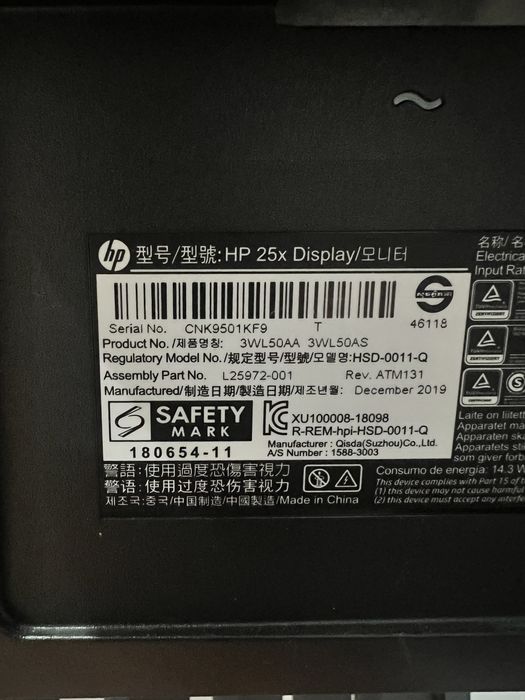 hp 型号/型號: HP 25x Display/모니터
Serial No. CNK9501KF9 T 46118
Product No./제품명칭: 3WL50AA 3WL50AS
Regulatory Model No./规定型号/型號/모델명:HSD-0011-Q
Assembly Part No. L25972-001 Rev. ATM131
Manufactured/制造日期/製造日期/제조년월: December 2019
SAFETY
MARK
180654-11
XU100008-18098
R-REM-hpi-HSD-0011-Q
Manufacturer : Qisda(Suzhou)Co.,Ltd.
A/S Number : 1588-3003
警語: 使用過度恐傷害視力
警语: 使用过度恐伤害视力
제조국:중국/中国制造/中國製造/Made in China
名称/名
Electrica
Input Rat
Laite on liitett
Apparatet ma
Apparaten ska
Apparatets sti
som giver forb
Consumo de energia: 14.3 W
This device complies with Part 15 of t
(1) this device may not cause harmful
(2) this device must accept any inter